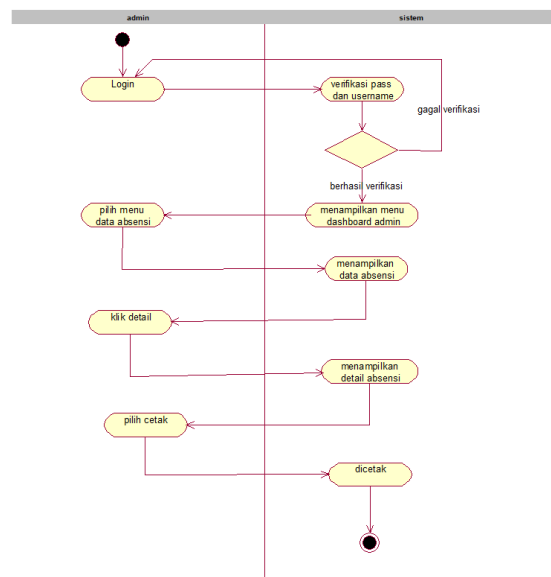 admin
sistem
Login
verifikasi pass
dan username
gagal verifikasi
berhasil verifikasi
pilih menu
data absensi
menampilkan menu
dashboard admin
menampilkan
data absensi
klik detail
menampilkan
detail absensi
pilih cetak
dicetak